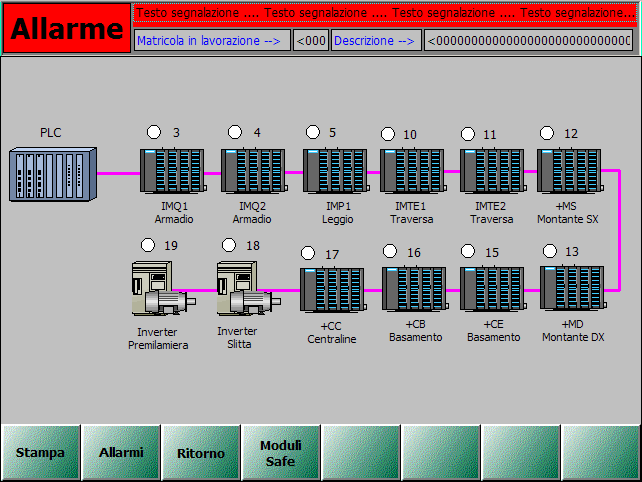 Allarme
Testo segnalazione .... Testo segnalazione .... Testo segnalazione .... Testo segnalazione...
Matricola in lavorazione --> <000 Descrizione --> <00000000000000000000000000000
PLC 3 4 5 10 11 12
IMQ1 Armadio
IMQ2 Armadio
IMP1 Leggio
IMTE1 Traversa
IMTE2 Traversa
+MS Montante SX
19 18 17 16 15 13
Inverter Premilamiera
Inverter Slitta
+CC Centraline
+CB Basamento
+CE Basamento
+MD Montante DX
Stampa
Allarmi
Ritorno
Moduli Safe